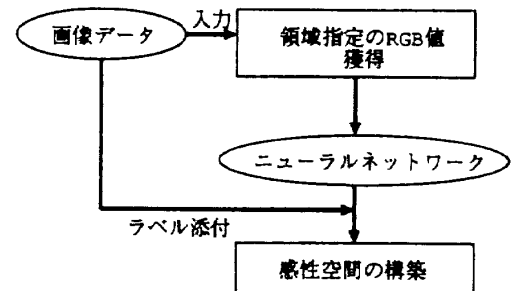 画像データ
入力
領域指定のRGB値
獲得
ニューラルネットワーク
ラベル添付
感性空間の構築